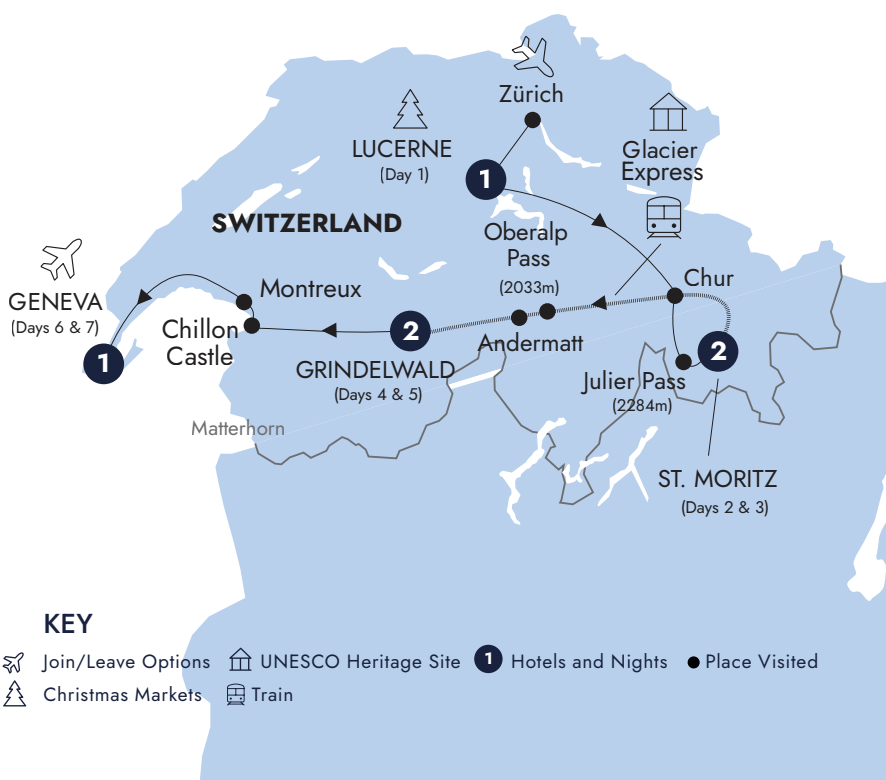 Zürich
LUCERNE
(Day 1)
1
Glacier
Express
SWITZERLAND
Oberalp
Pass
(2033m)
Chur
Montreux
GENEVA
(Days 6 & 7)
1
Chillon
Castle
2
GRINDELWALD
(Days 4 & 5)
Andermatt
2
Julier Pass
(2284m)
Matterhorn
ST. MORITZ
(Days 2 & 3)
KEY
Join/Leave Options
UNESCO Heritage Site
1 Hotels and Nights
Place Visited
Christmas Markets
Train